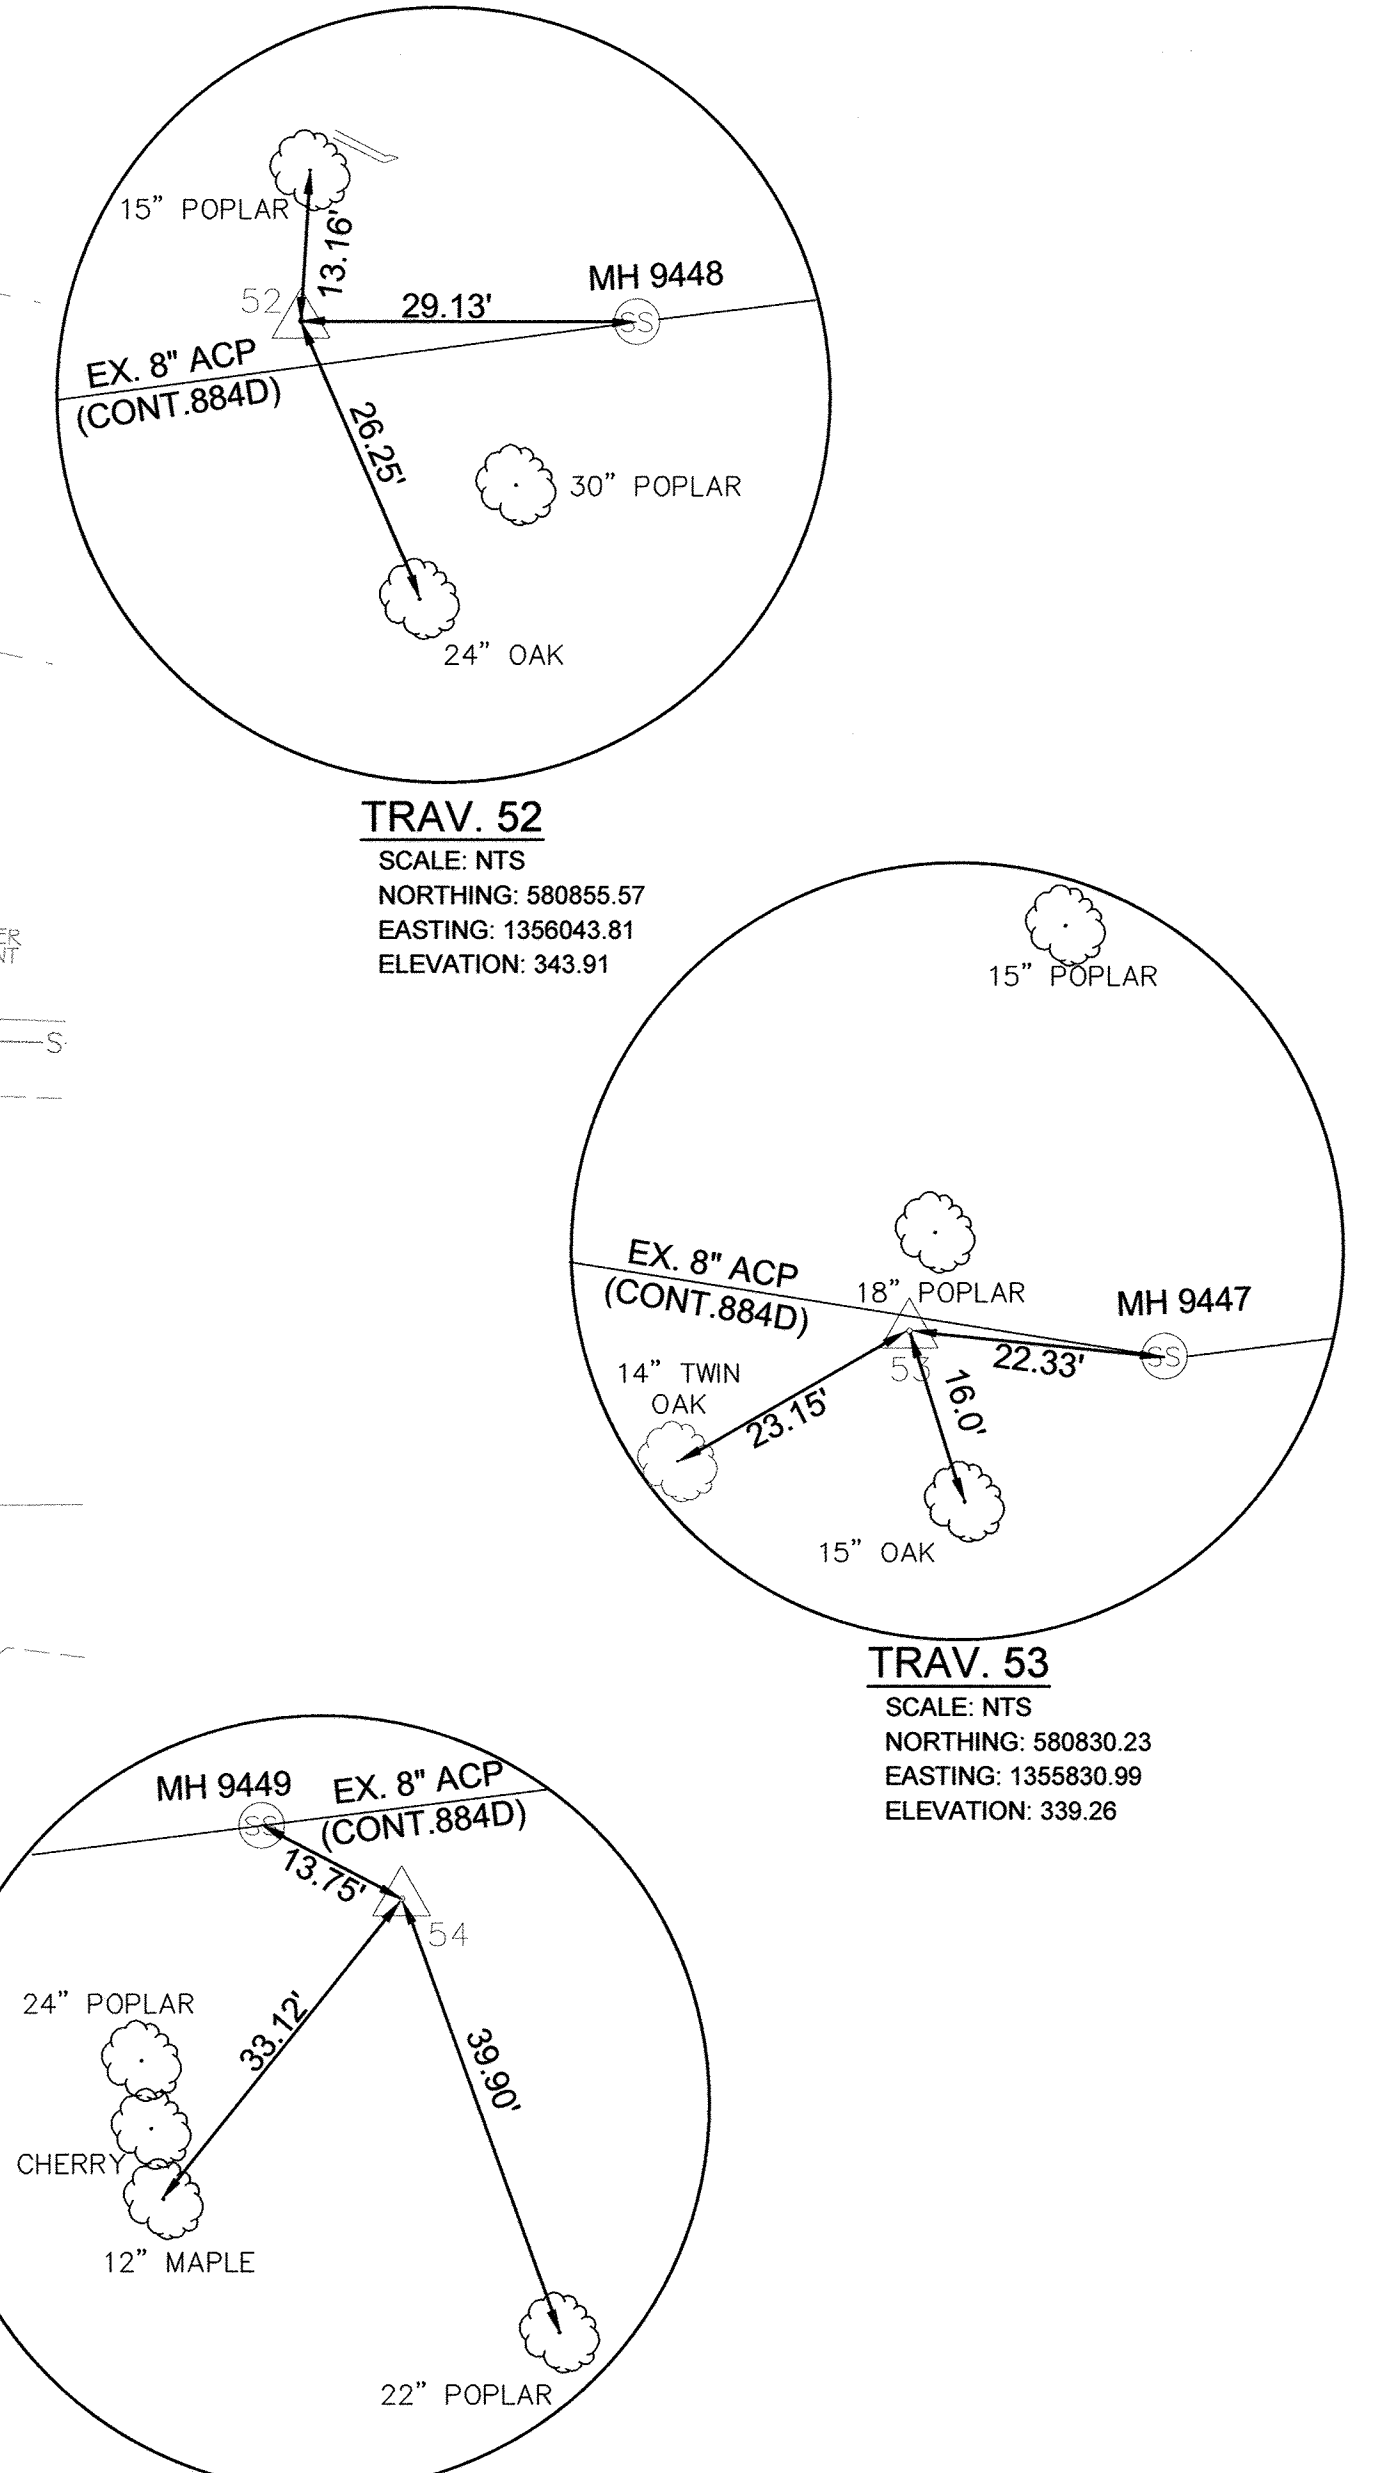 15" POPLAR
13.16'
52
29.13'
MH 9448
SS
EX. 8" ACP
(CONT.884D)
26.25'
30" POPLAR
24" OAK
TRAV. 52
SCALE: NTS
NORTHING: 580855.57
EASTING: 1356043.81
ELEVATION: 343.91
S
15" POPLAR
EX. 8" ACP
(CONT.884D)
18" POPLAR
MH 9447
SS
53
22.33'
14" TWIN
OAK
23.15'
16.0'
15" OAK
TRAV. 53
SCALE: NTS
NORTHING: 580830.23
EASTING: 1355830.99
ELEVATION: 339.26
MH 9449
SS
EX. 8" ACP
(CONT.884D)
13.75'
54
24" POPLAR
33.12'
39.90'
CHERRY
12" MAPLE
22" POPLAR